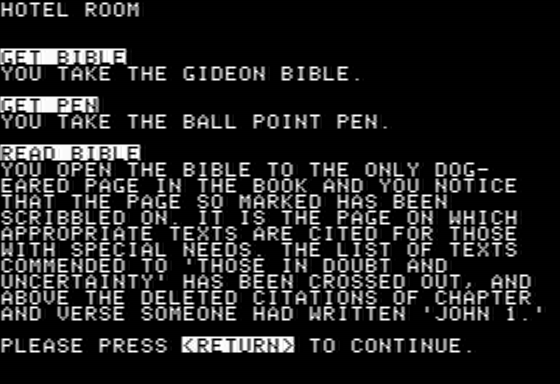 HOTEL ROOM
GET BIBLE
YOU TAKE THE GIDEON BIBLE.
GET PEN
YOU TAKE THE BALL POINT PEN.
READ BIBLE
YOU OPEN THE BIBLE TO THE ONLY DOG-
EARED PAGE IN THE BOOK AND YOU NOTICE
THAT THE PAGE SO MARKED HAS BEEN
SCRIBBLED ON. IT IS THE PAGE ON WHICH
APPROPRIATE TEXTS ARE CITED FOR THOSE
WITH SPECIAL NEEDS. THE LIST OF TEXTS
COMMENDED TO 'THOSE IN DOUBT AND
UNCERTAINTY' HAS BEEN CROSSED OUT, AND
ABOVE THE DELETED CITATIONS OF CHAPTER
AND VERSE SOMEONE HAD WRITTEN 'JOHN 1.'
PLEASE PRESS <RETURN> TO CONTINUE.